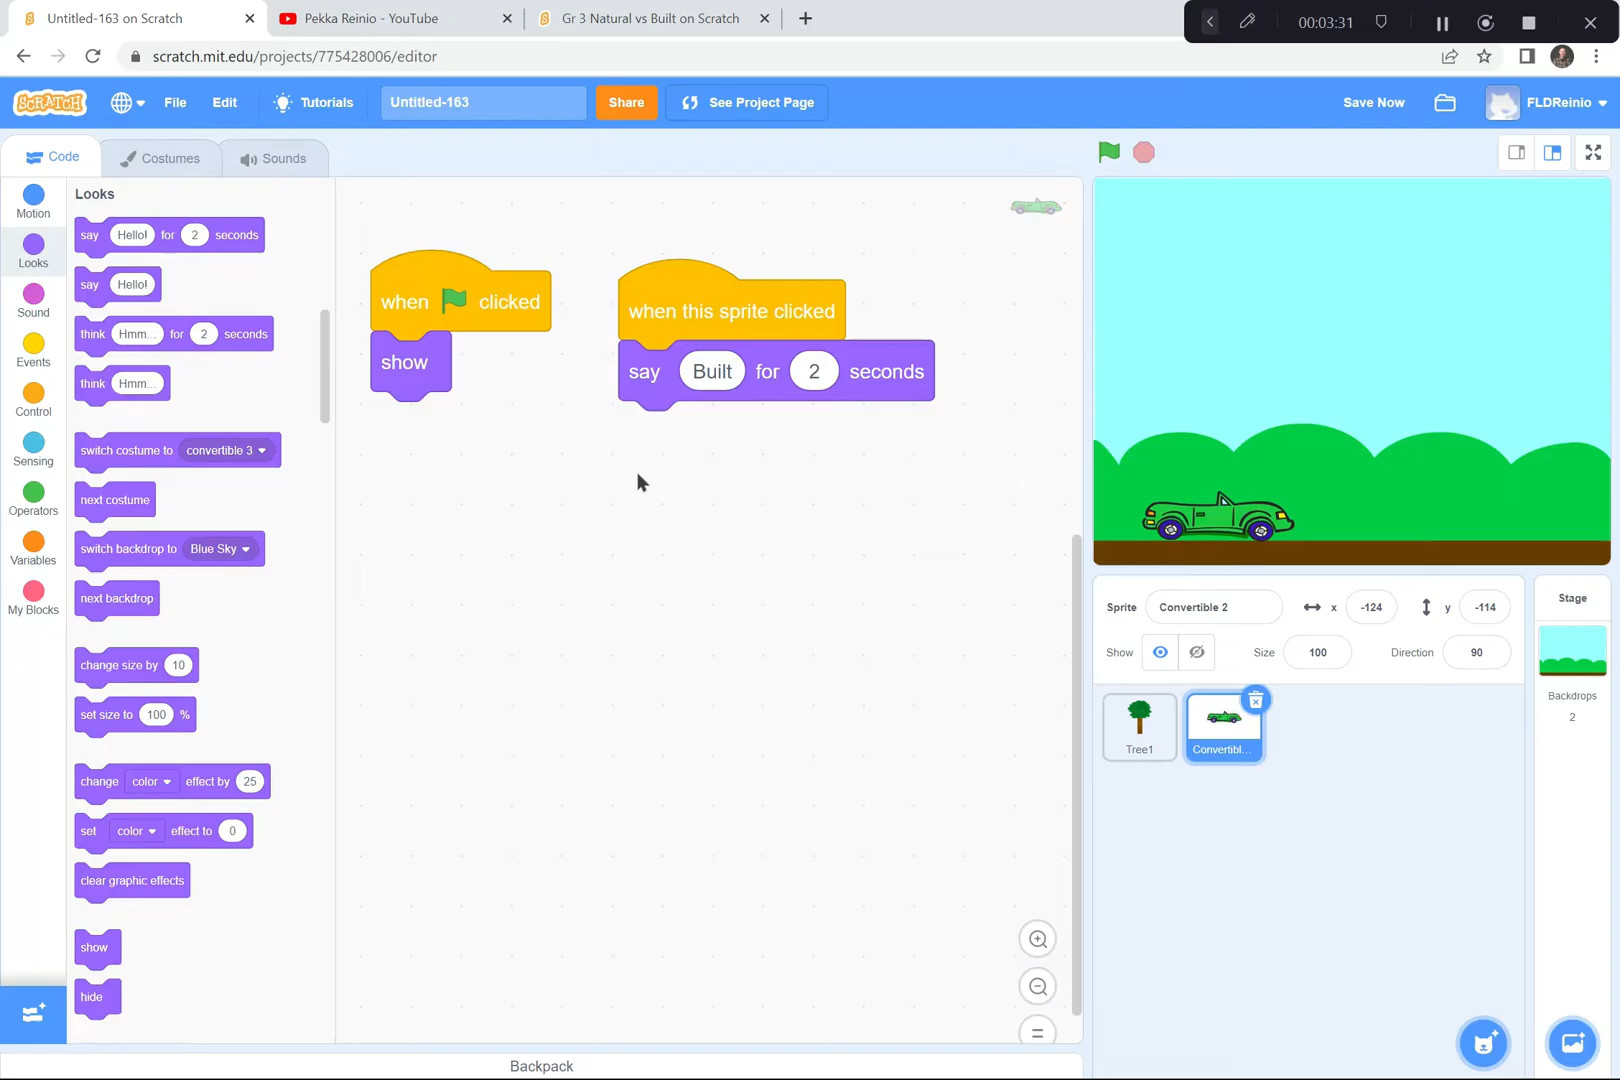 Untitled-163 on Scratch
Pekka Reinio - YouTube
Gr 3 Natural vs Built on Scratch
00:03:31
scratch.mit.edu/projects/775428006/editor
SCRATCH
File
Edit
Tutorials
Untitled-163
Share
See Project Page
Save Now
FLDReinio
Code
Costumes
Sounds
Motion
Looks
Sound
Events
Control
Sensing
Operators
Variables
My Blocks
Looks
say Hello! for 2 seconds
say Hello!
think Hmm... for 2 seconds
think Hmm...
switch costume to convertible 3
next costume
switch backdrop to Blue Sky
next backdrop
change size by 10
set size to 100 %
change color effect by 25
set color effect to 0
clear graphic effects
show
hide
when clicked
show
when this sprite clicked
say Built for 2 seconds
Backpack
Sprite Convertible 2 x -124 y -114
Show Size 100 Direction 90
Tree1
Convertibl...
Stage
Backdrops
2